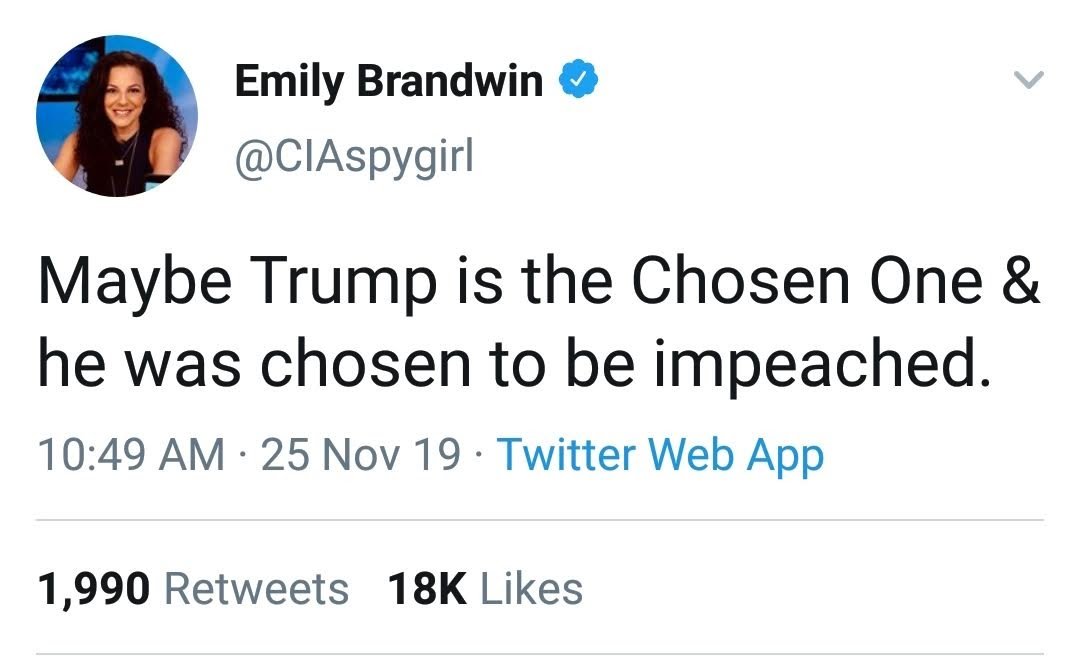 Emily Brandwin
@CIAspygirl
Maybe Trump is the Chosen One &
he was chosen to be impeached.
10:49 AM · 25 Nov 19 · Twitter Web App
1,990 Retweets 18K Likes